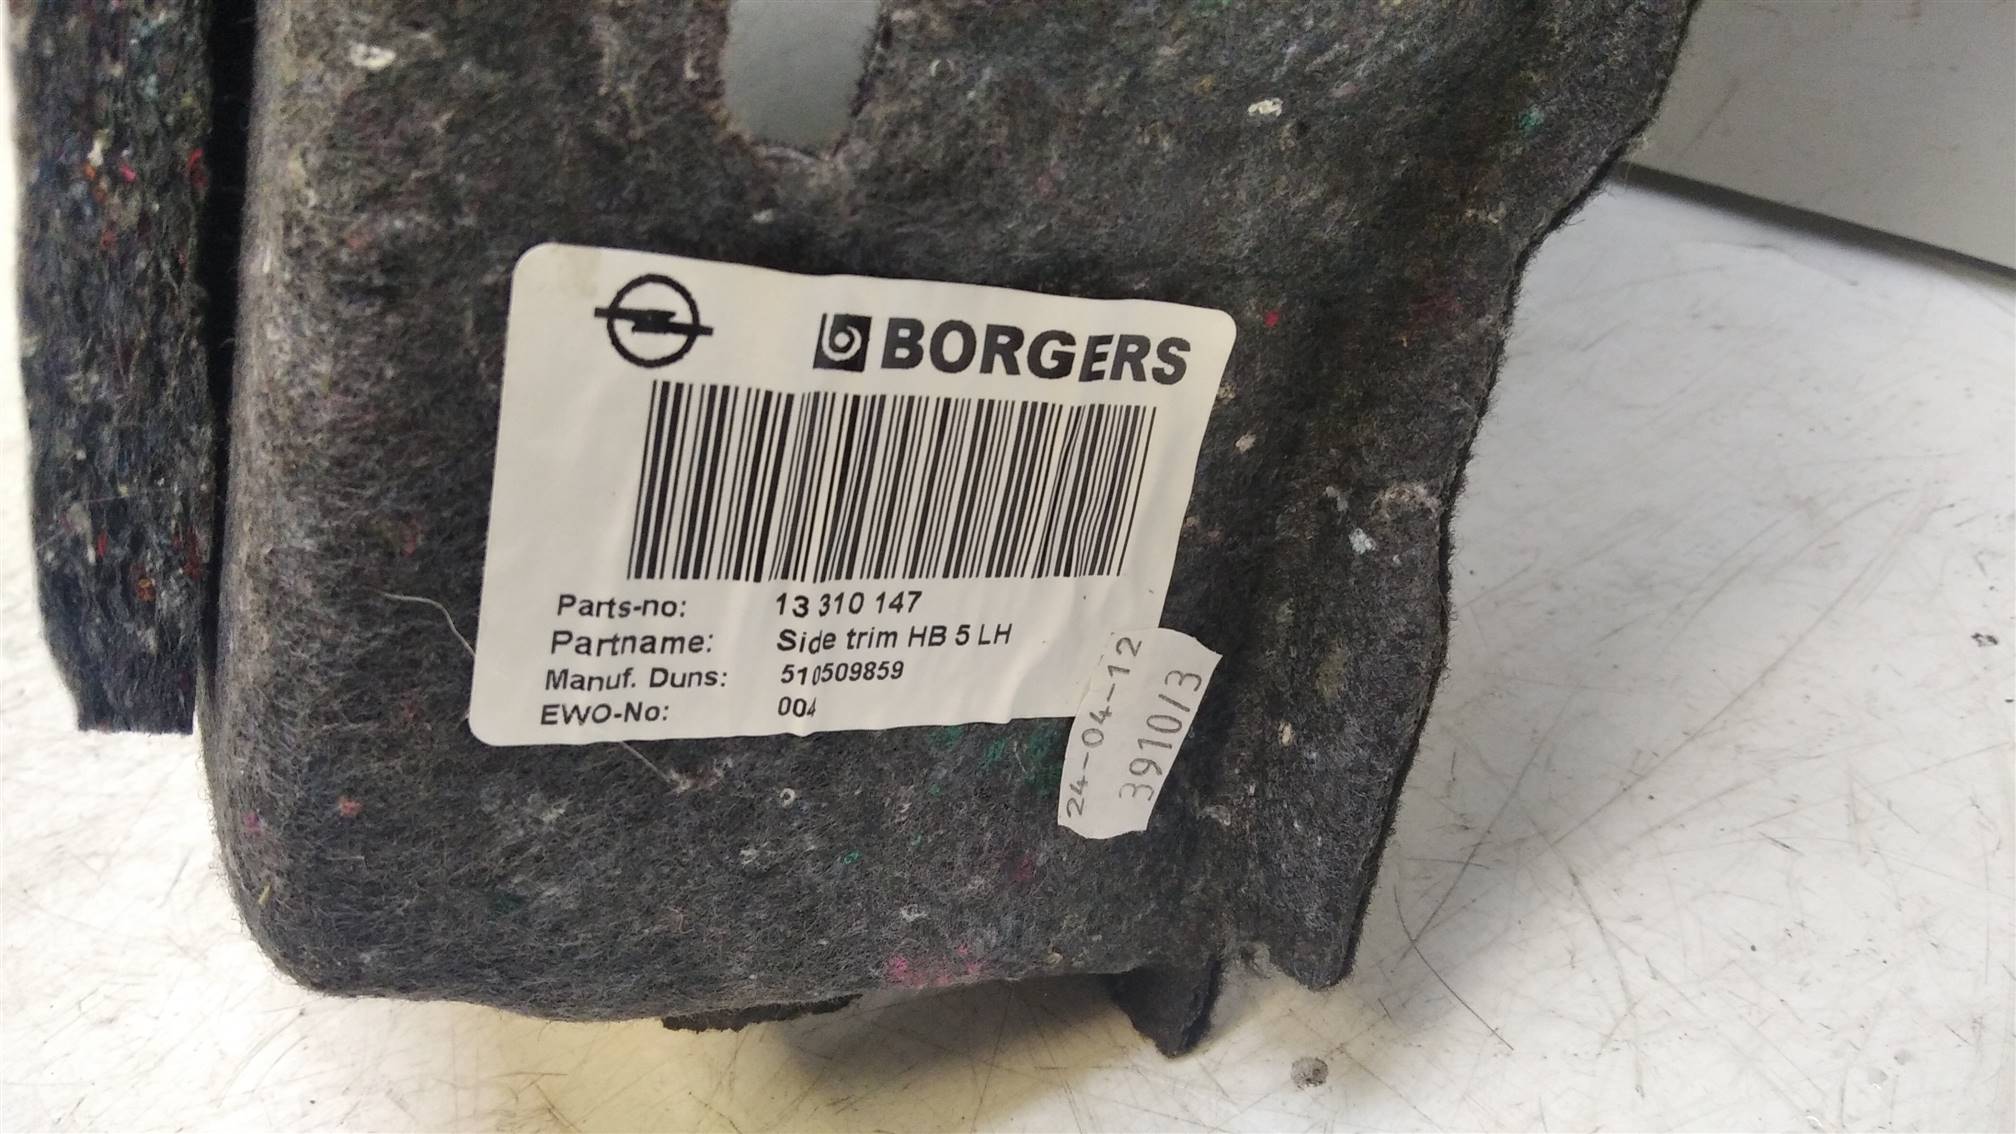 BORGERS
Parts-no: 13 310 147
Partname: Side trim HB 5 LH
Manuf. Duns: 510509859
EWO-No: 004
24-04-12
3910/3